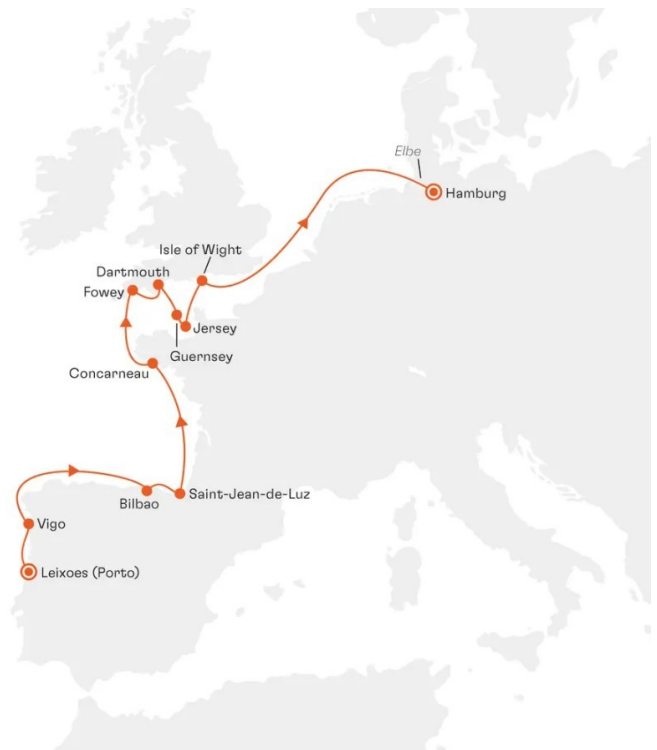 Elbe
Hamburg
Isle of Wight
Dartmouth
Fowey
Jersey
Guernsey
Concarneau
Saint-Jean-de-Luz
Bilbao
Vigo
Leixoes (Porto)